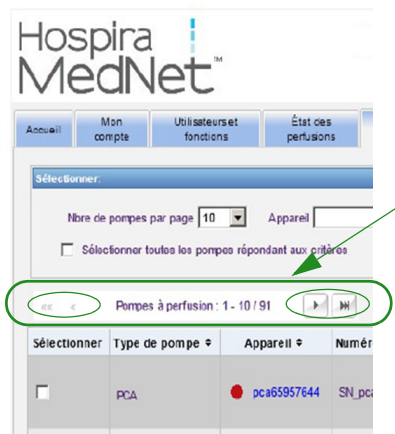 Hospira
MedNet™
Accueil
Mon compte
Utilisateurs et fonctions
État des perfusions
Sélectionner:
Nbre de pompes par page 10 Appareil
Sélectionner toutes les pompes répondant aux critères
Pompes à perfusion : 1 - 10 / 91
Sélectionner Type de pompe Appareil Numér
PCA pca65957644 SN_pca